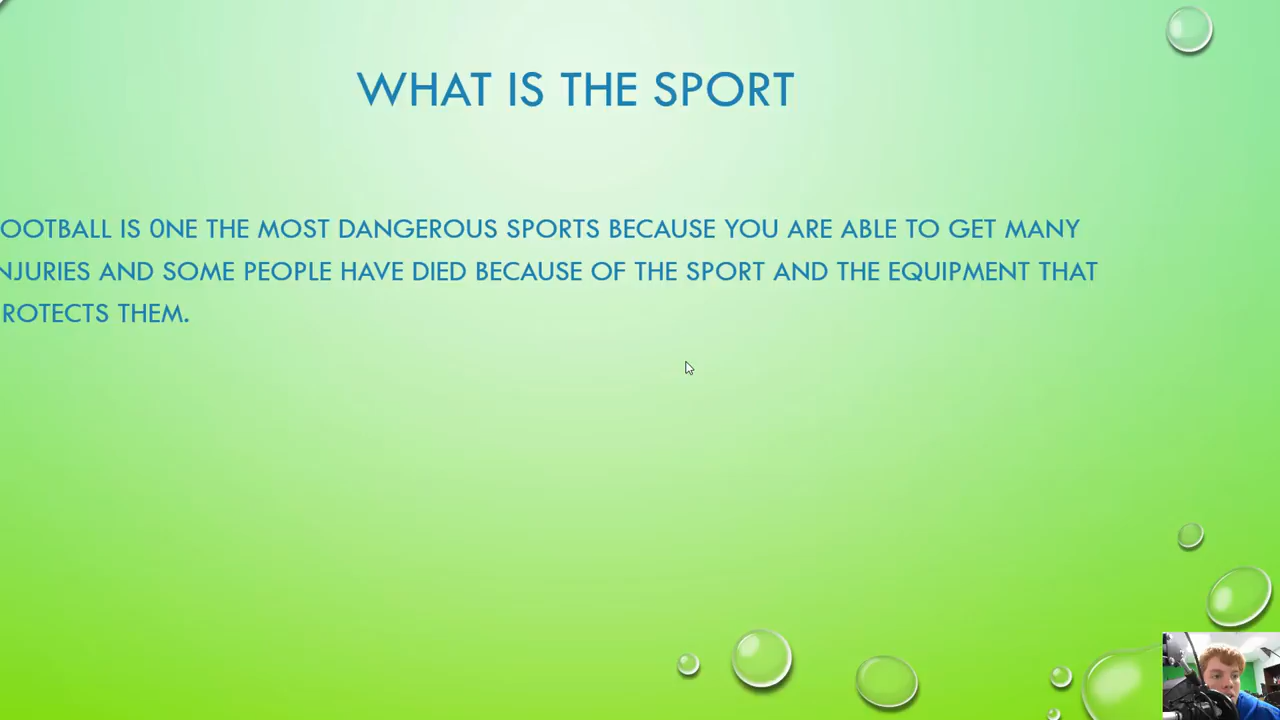 WHAT IS THE SPORT
OOTBALL IS 0NE THE MOST DANGEROUS SPORTS BECAUSE YOU ARE ABLE TO GET MANY
NJURIES AND SOME PEOPLE HAVE DIED BECAUSE OF THE SPORT AND THE EQUIPMENT THAT
ROTECTS THEM.